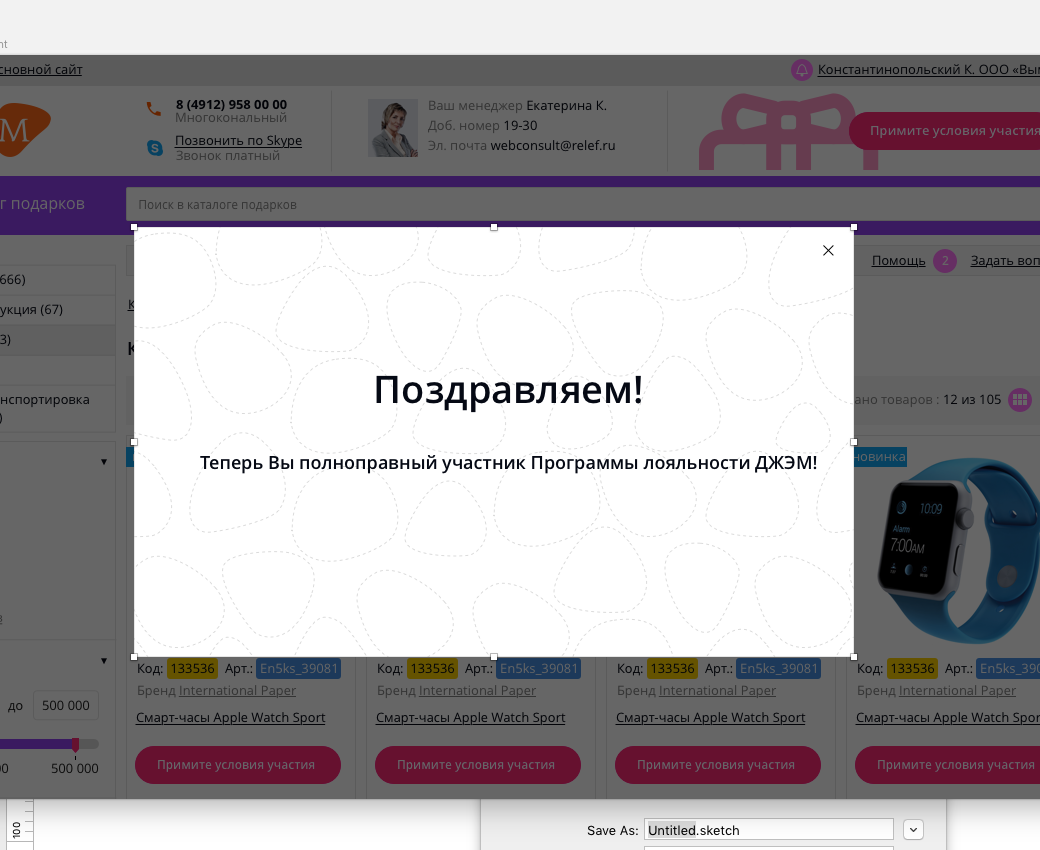 nt
сновной сайт
Константинопольский К. ООО «Вым
М
8 (4912) 958 00 00
Многокональный
Позвонить по Skype
Звонок платный
Ваш менеджер Екатерина К.
Доб. номер 19-30
Эл. почта webconsult@relef.ru
Примите условия участия
г подарков
Поиск в каталоге подарков
Помощь 2 Задать воп
666)
укция (67)
3)
нспортировка
)
К
К
ано товаров : 12 из 105
Поздравляем!
Теперь Вы полноправный участник Программы лояльности ДЖЭМ!
новинка
10:09
Alarm
7:00AM
Код: 133536 Арт.: En5ks_39081
Бренд International Paper
Смарт-часы Apple Watch Sport
Примите условия участия
Код: 133536 Арт.: En5ks_39081
Бренд International Paper
Смарт-часы Apple Watch Sport
Примите условия участия
Код: 133536 Арт.: En5ks_39081
Бренд International Paper
Смарт-часы Apple Watch Sport
Примите условия участия
Код: 133536 Арт.: En5ks_390
Бренд International Paper
Смарт-часы Apple Watch Spor
Примите условия участия
до 500 000
00 500 000
100
Save As: Untitled.sketch